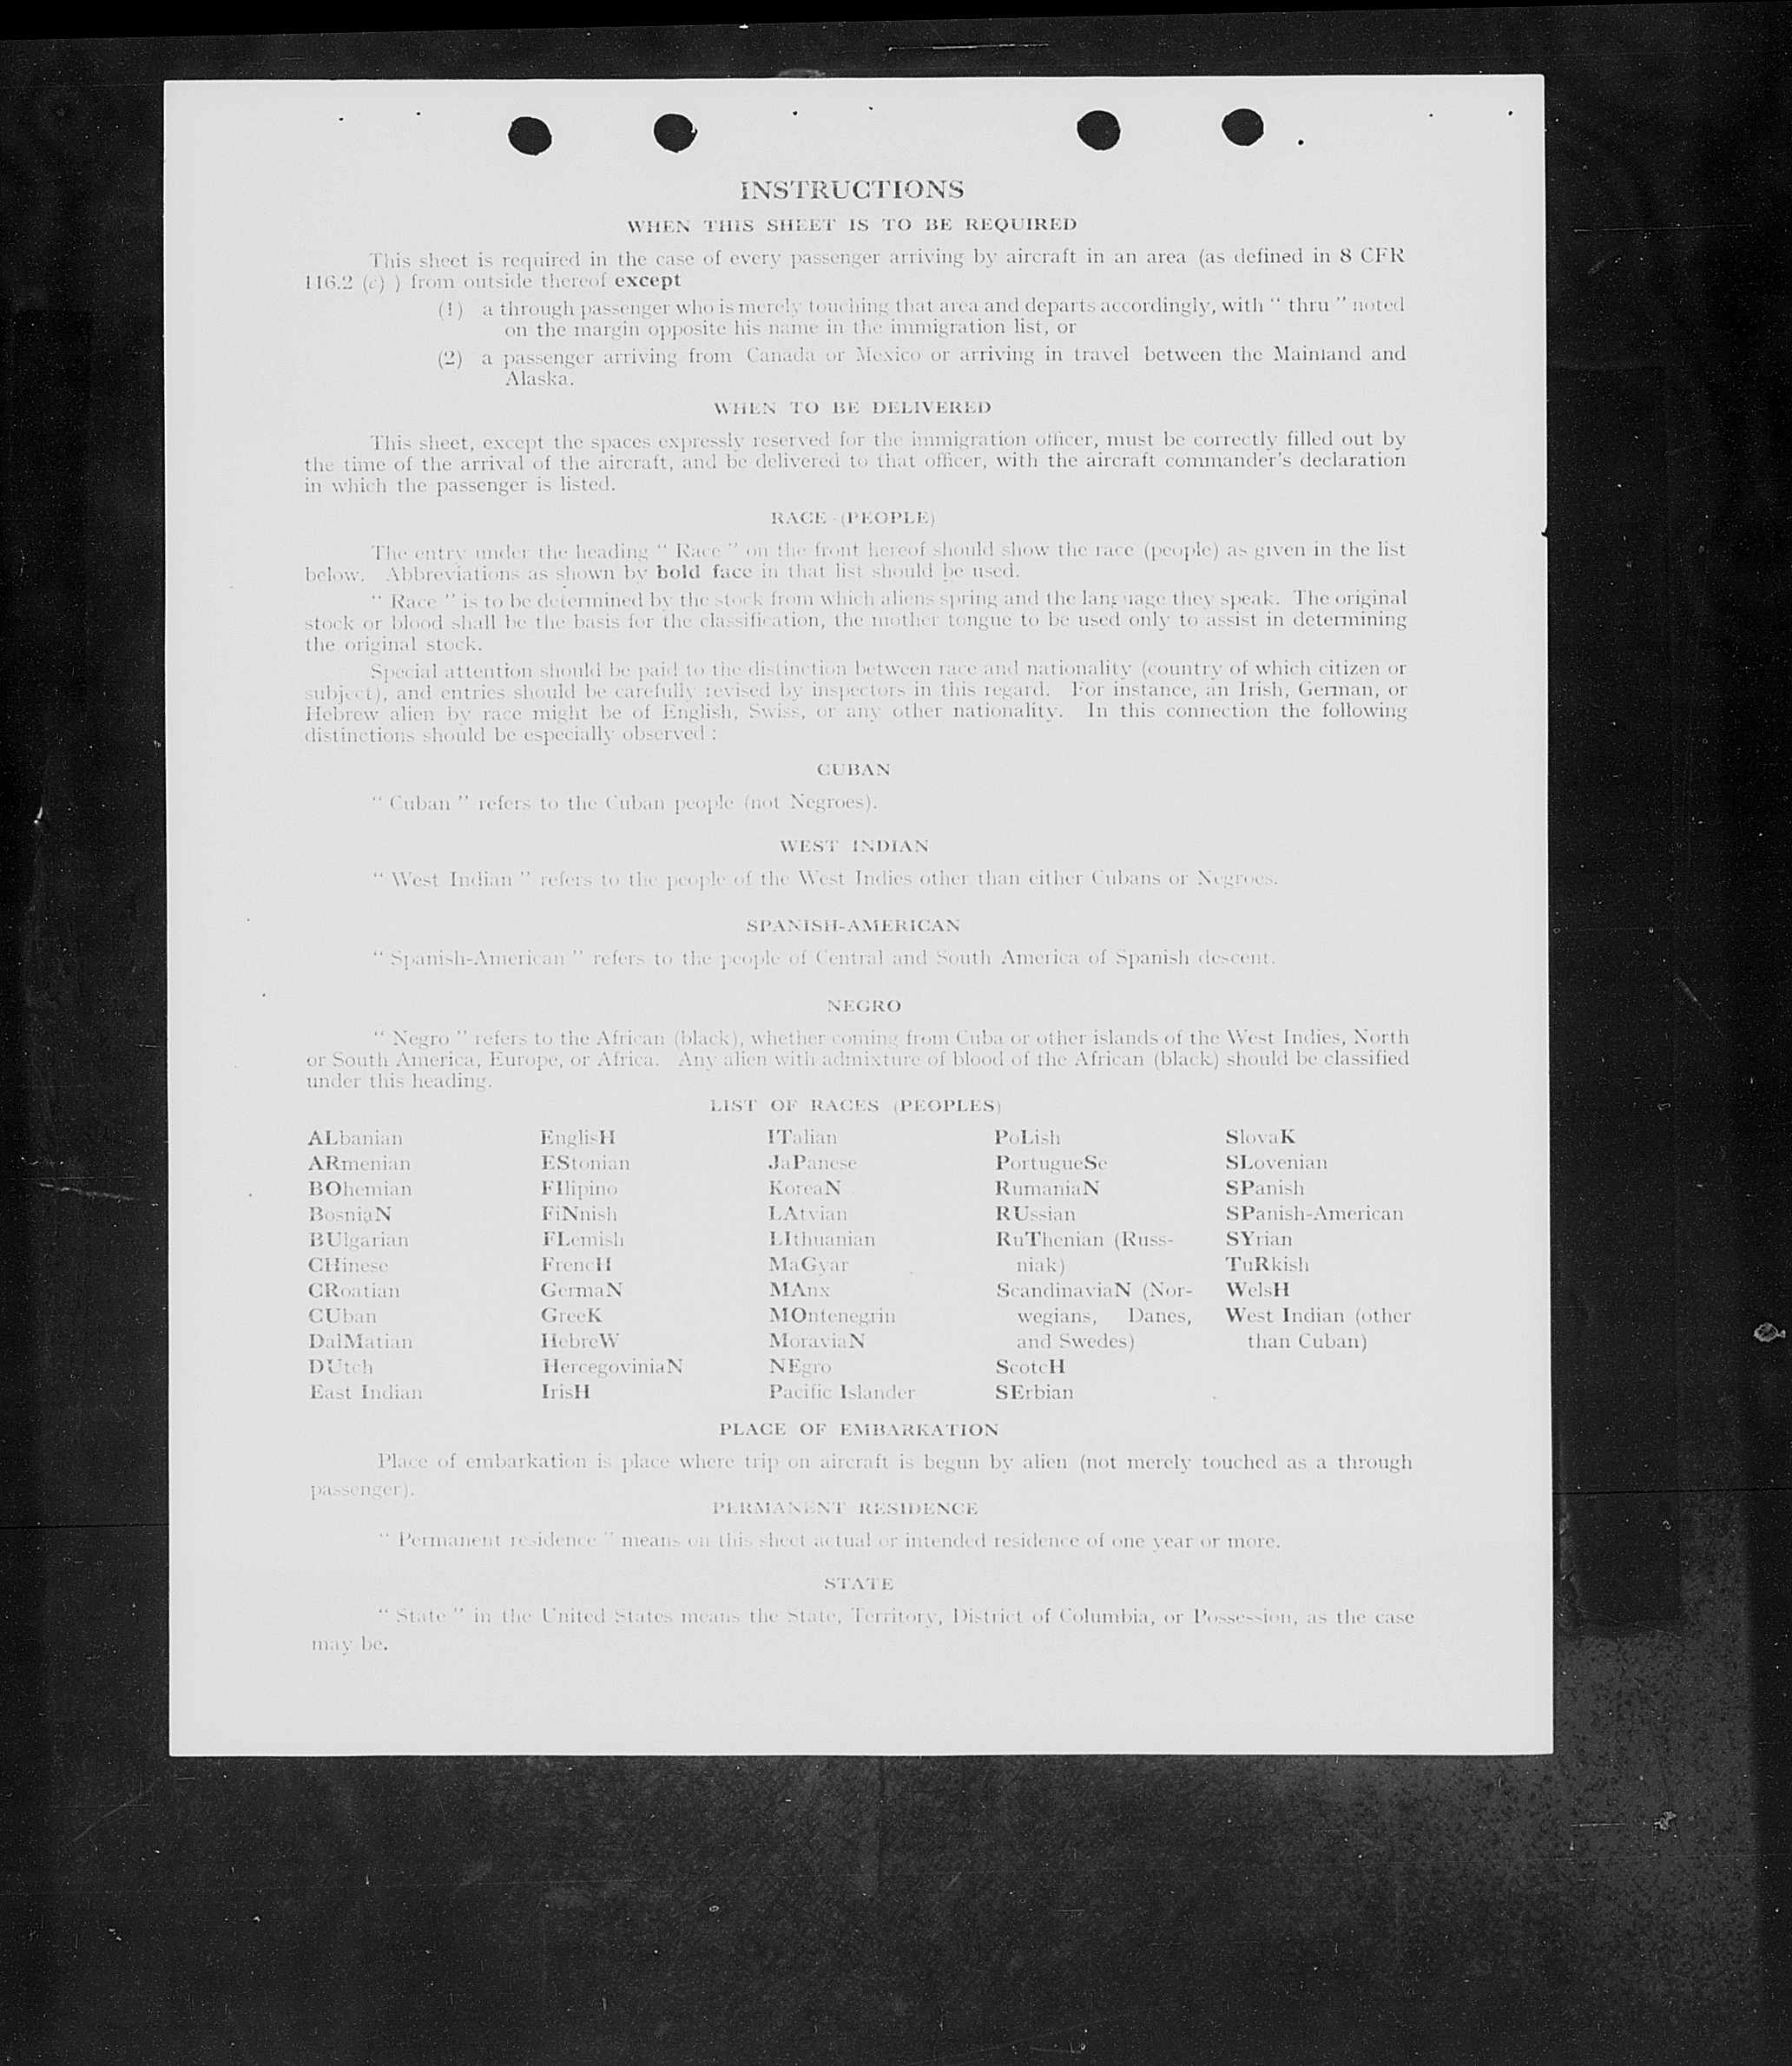 INSTRUCTIONS
WHEN THIS SHEET IS TO BE REQUIRED
This sheet is required in the case of every passenger arriving by aircraft in an area (as defined in 8 CFR
116.2 (c) ) from outside thereof except
(1) a through passenger who is merely touching that area and departs accordingly, with " thru " noted
on the margin opposite his name in the immigration list, or
(2) a passenger arriving from Canada or Mexico or arriving in travel between the Mainland and
Alaska.
WHEN TO BE DELIVERED
This sheet, except the spaces expressly reserved for the immigration officer, must be correctly filled out by
the time of the arrival of the aircraft, and be delivered to that officer, with the aircraft commander's declaration
in which the passenger is listed.
RACE (PEOPLE)
The entry under the heading " Race " on the front hereof should show the race (people) as given in the list
below. Abbreviations as shown by bold face in that list should be used.
" Race " is to be determined by the stock from which aliens spring and the language they speak. The original
stock or blood shall be the basis for the classification, the mother tongue to be used only to assist in determining
the original stock.
Special attention should be paid to the distinction between race and nationality (country of which citizen or
subject), and entries should be carefully revised by inspectors in this regard. For instance, an Irish, German, or
Hebrew alien by race might be of English, Swiss, or any other nationality. In this connection the following
distinctions should be especially observed :
CUBAN
" Cuban " refers to the Cuban people (not Negroes).
WEST INDIAN
" West Indian " refers to the people of the West Indies other than either Cubans or Negroes.
SPANISH-AMERICAN
" Spanish-American " refers to the people of Central and South America of Spanish descent.
NEGRO
" Negro " refers to the African (black), whether coming from Cuba or other islands of the West Indies, North
or South America, Europe, or Africa. Any alien with admixture of blood of the African (black) should be classified
under this heading.
LIST OF RACES (PEOPLES)
ALbanian
ARmenian
BOhemian
BosniaN
BUlgarian
CHinese
CRoatian
CUban
DalMatian
DUtch
East Indian
EnglisH
EStonian
FIlipino
FiNnish
FLemish
FrencH
GermaN
GreeK
HebreW
HercegoviniaN
IrisH
ITalian
JaPanese
KoreaN
LAtvian
LIthuanian
MaGyar
MAnx
MOntenegrin
MoraviaN
NEgro
Pacific Islander
PoLish
PortugueSe
RumaniaN
RUssian
RuThenian (Russ-
niak)
ScandinaviaN (Nor-
wegians, Danes,
and Swedes)
ScotcH
SErbian
SlovaK
SLovenian
SPanish
SPanish-American
SYrian
TuRkish
WelsH
West Indian (other
than Cuban)
PLACE OF EMBARKATION
Place of embarkation is place where trip on aircraft is begun by alien (not merely touched as a through
passenger).
PERMANENT RESIDENCE
" Permanent residence " means on this sheet actual or intended residence of one year or more.
STATE
" State " in the United States means the State, Territory, District of Columbia, or Possession, as the case
may be.